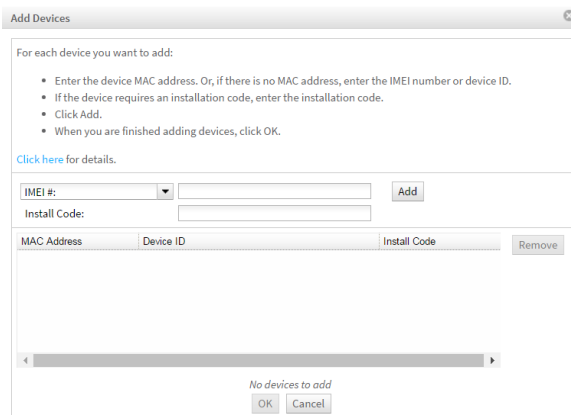 Add Devices
For each device you want to add:
• Enter the device MAC address. Or, if there is no MAC address, enter the IMEI number or device ID.
• If the device requires an installation code, enter the installation code.
• Click Add.
• When you are finished adding devices, click OK.
Click here for details.
IMEI #: Add
Install Code:
MAC Address Device ID Install Code Remove
No devices to add
OK Cancel